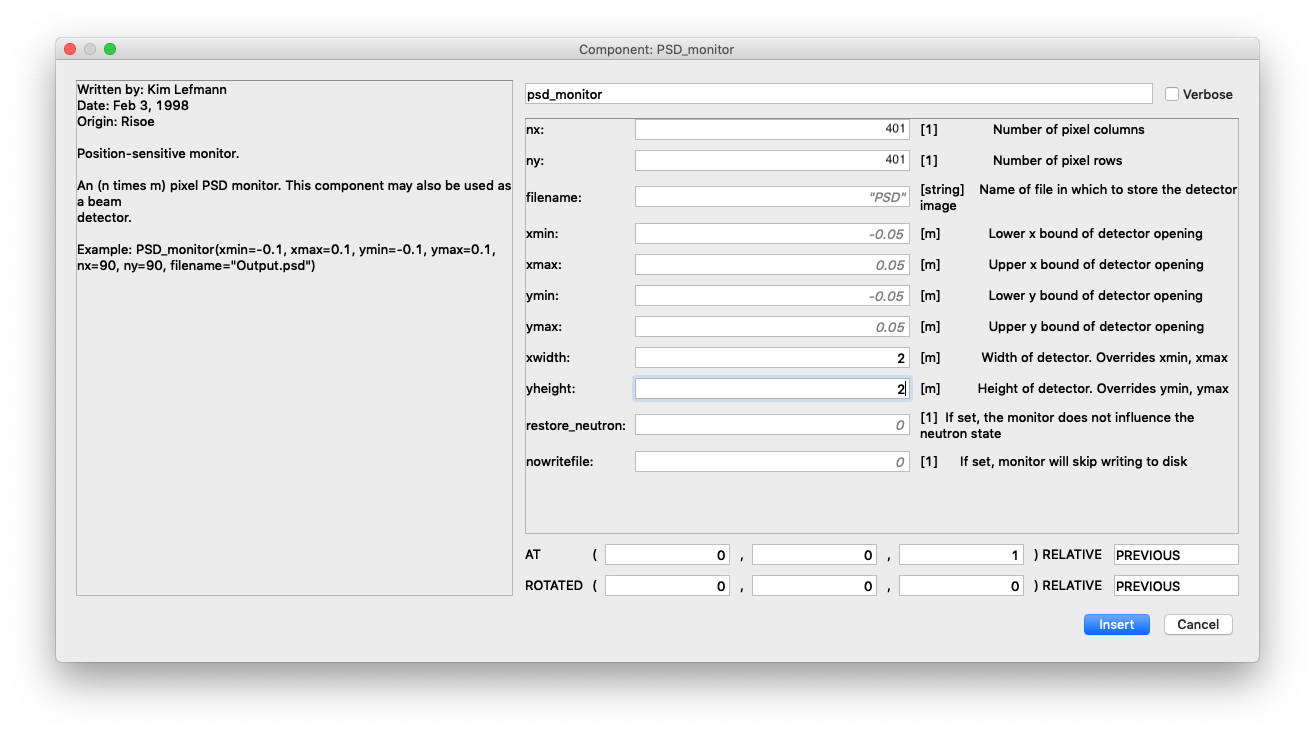 Component: PSD_monitor
Written by: Kim Lefmann
Date: Feb 3, 1998
Origin: Risoe
Position-sensitive monitor.
An (n times m) pixel PSD monitor. This component may also be used as
a beam
detector.
Example: PSD_monitor(xmin=-0.1, xmax=0.1, ymin=-0.1, ymax=0.1,
nx=90, ny=90, filename="Output.psd")
psd_monitor Verbose
nx: 401 [1] Number of pixel columns
ny: 401 [1] Number of pixel rows
filename: "PSD" [string] Name of file in which to store the detector
image
xmin: -0.05 [m] Lower x bound of detector opening
xmax: 0.05 [m] Upper x bound of detector opening
ymin: -0.05 [m] Lower y bound of detector opening
ymax: 0.05 [m] Upper y bound of detector opening
xwidth: 2 [m] Width of detector. Overrides xmin, xmax
yheight: 2 [m] Height of detector. Overrides ymin, ymax
restore_neutron: 0 [1] If set, the monitor does not influence the
neutron state
nowritefile: 0 [1] If set, monitor will skip writing to disk
AT ( 0 , 0 , 1 ) RELATIVE PREVIOUS
ROTATED ( 0 , 0 , 0 ) RELATIVE PREVIOUS
Insert Cancel